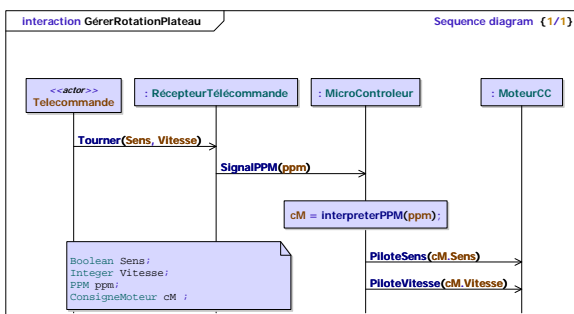 interaction GérerRotationPlateau
Sequence diagram {1/1}
<<actor>>
Telecommande
: RécepteurTélécommande
: MicroControleur
: MoteurCC
Tourner(Sens, Vitesse)
SignalPPM(ppm)
cM = interpreterPPM(ppm);
PiloteSens(cM.Sens)
PiloteVitesse(cM.Vitesse)
Boolean Sens;
Integer Vitesse;
PPM ppm;
ConsigneMoteur cM ;